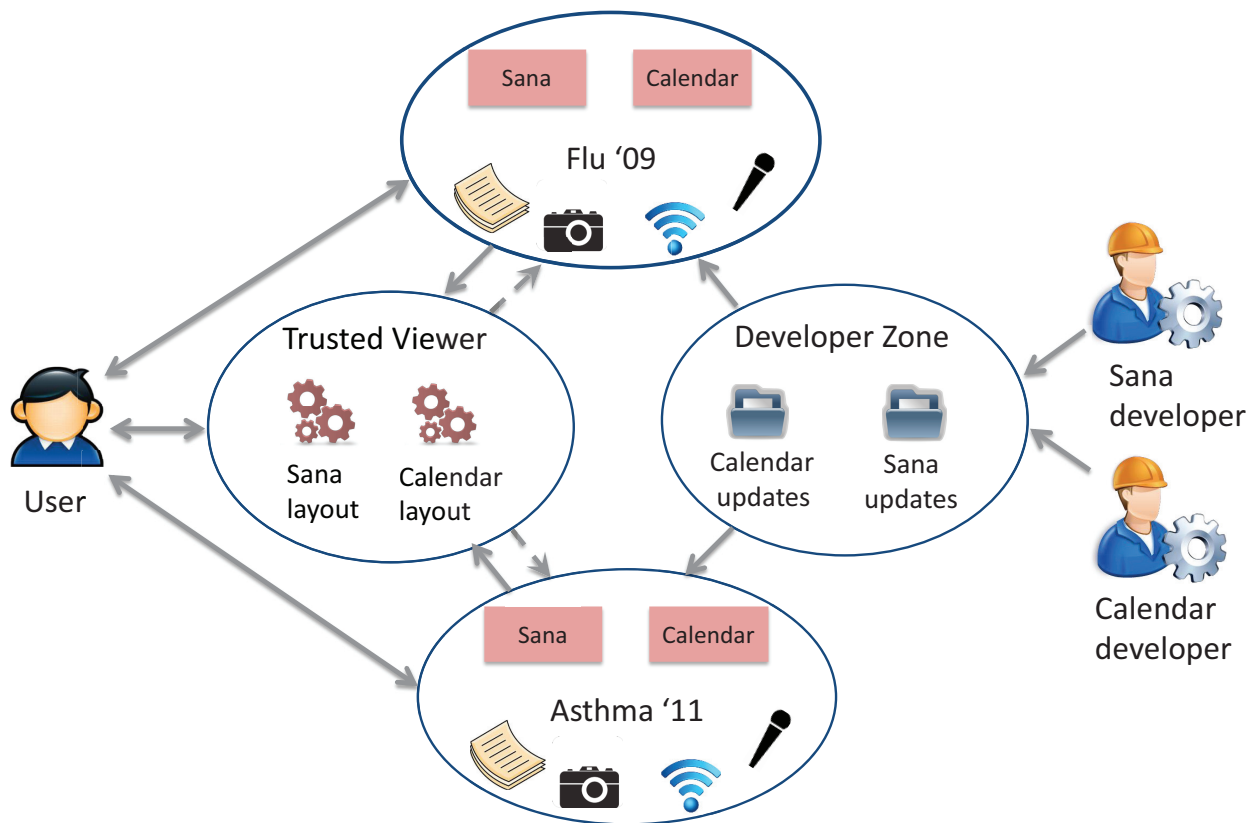 Sana
Calendar
Flu ‘09
Trusted Viewer
Sana
layout
Calendar
layout
Developer Zone
Calendar
updates
Sana
updates
User
Sana
developer
Calendar
developer
Sana
Calendar
Asthma ‘11